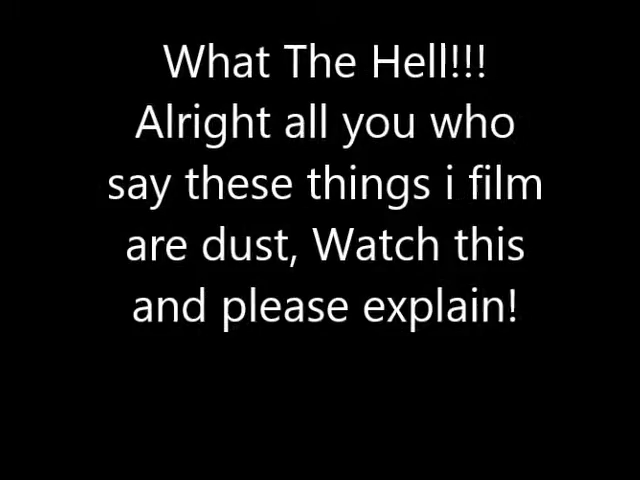 What The Hell!!!
Alright all you who
say these things i film
are dust, Watch this
and please explain!